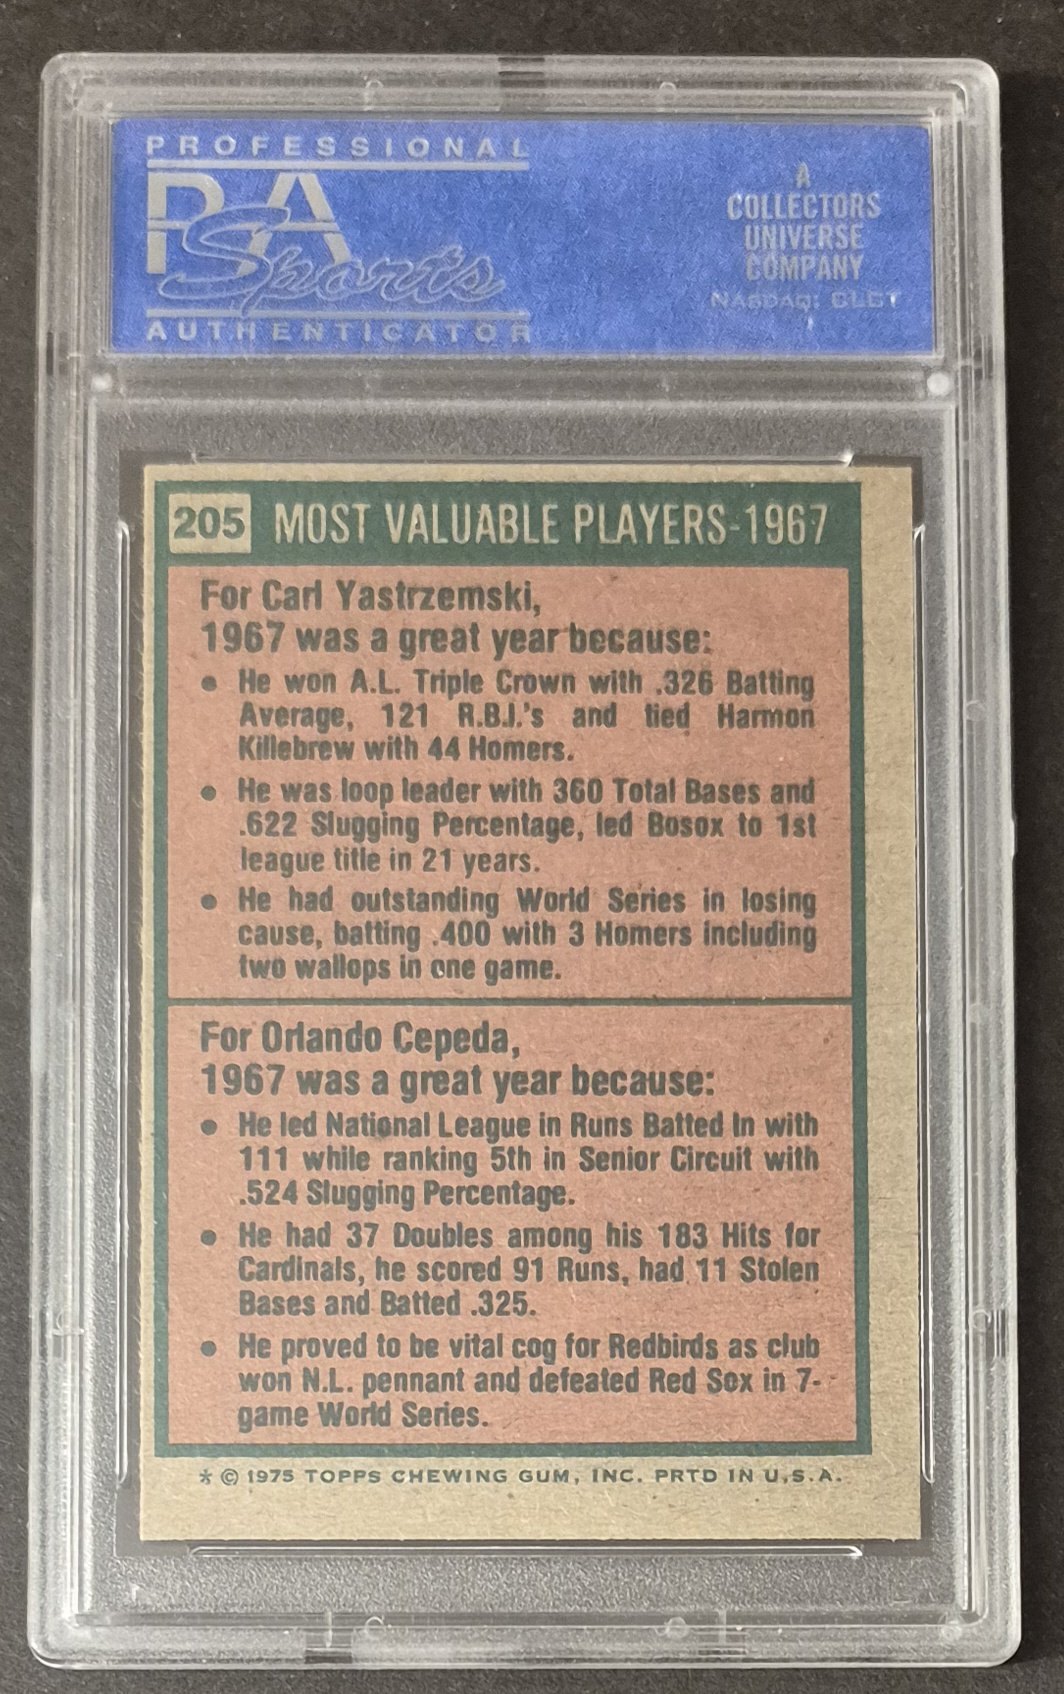 PROFESSIONAL
PSA
Sports
AUTHENTICATOR
A
COLLECTORS
UNIVERSE
COMPANY
NASDAQ: CLCT
205 MOST VALUABLE PLAYERS-1967
For Carl Yastrzemski,
1967 was a great year because:
• He won A.L. Triple Crown with .326 Batting
Average, 121 R.B.I.'s and tied Harmon
Killebrew with 44 Homers.
• He was loop leader with 360 Total Bases and
.622 Slugging Percentage, led Bosox to 1st
league title in 21 years.
• He had outstanding World Series in losing
cause, batting .400 with 3 Homers including
two wallops in one game.
For Orlando Cepeda,
1967 was a great year because:
• He led National League in Runs Batted In with
111 while ranking 5th in Senior Circuit with
.524 Slugging Percentage.
• He had 37 Doubles among his 183 Hits for
Cardinals, he scored 91 Runs, had 11 Stolen
Bases and Batted .325.
• He proved to be vital cog for Redbirds as club
won N.L. pennant and defeated Red Sox in 7-
game World Series.
* © 1975 TOPPS CHEWING GUM, INC. PRTD IN U.S.A.